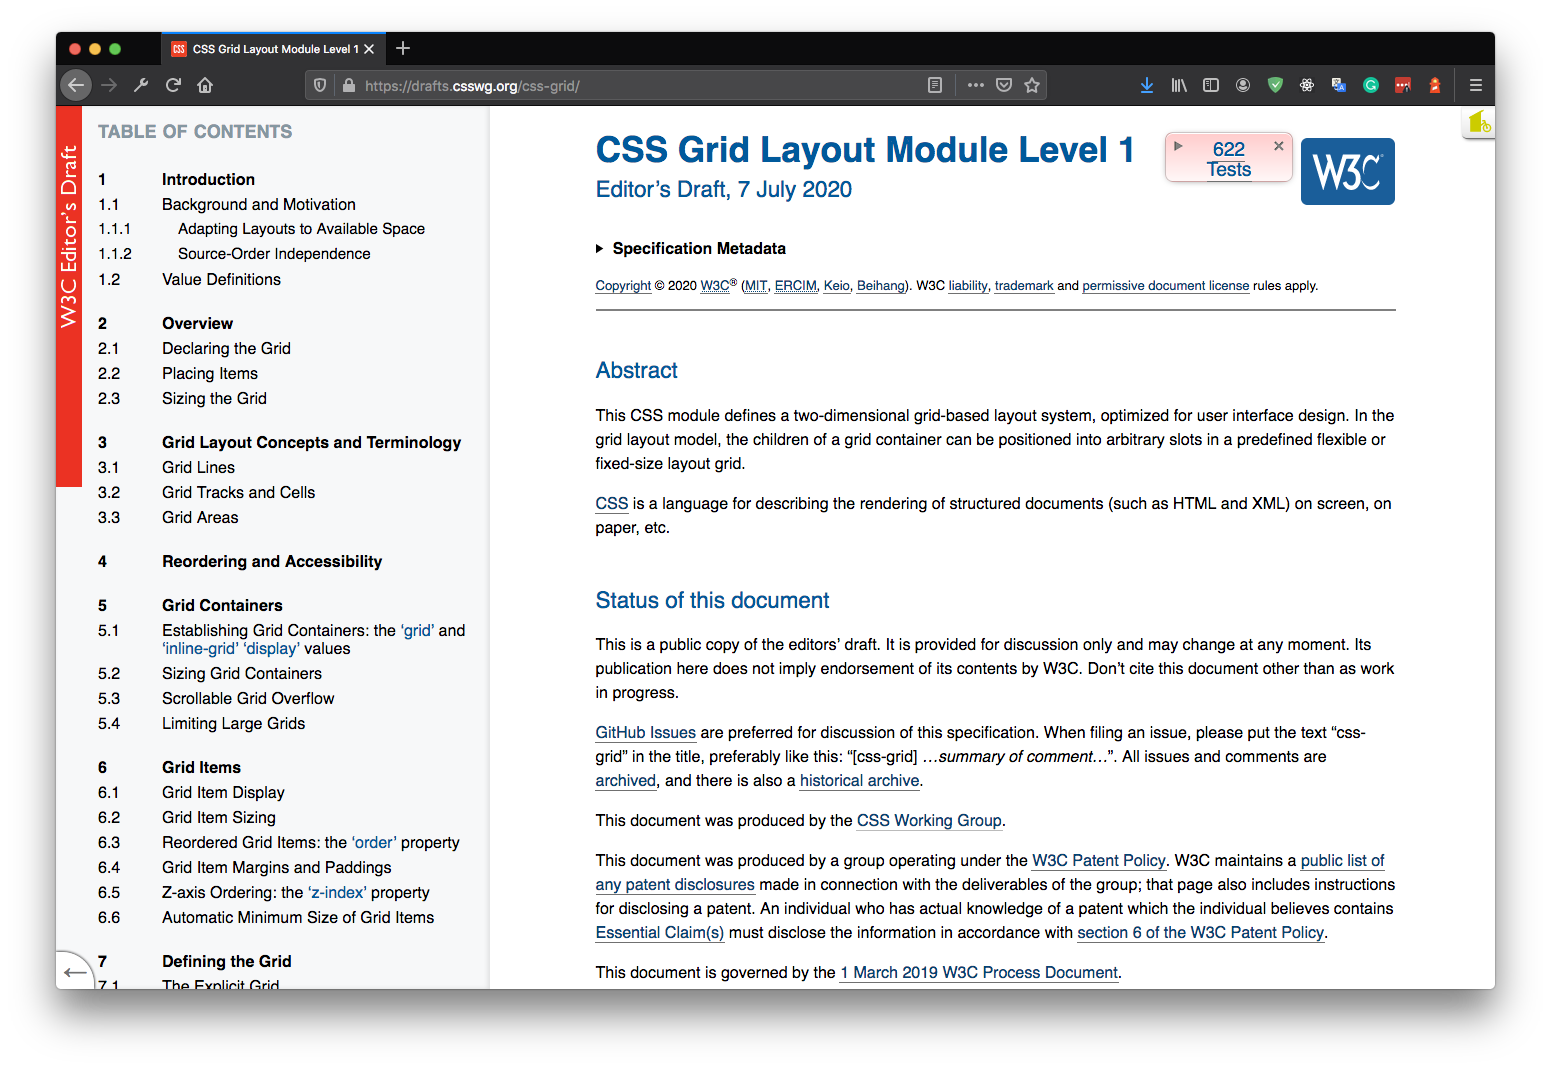 CSS Grid Layout Module Level 1
https://drafts.csswg.org/css-grid/
W3C Editor's Draft
TABLE OF CONTENTS
1 Introduction
1.1 Background and Motivation
1.1.1 Adapting Layouts to Available Space
1.1.2 Source-Order Independence
1.2 Value Definitions
2 Overview
2.1 Declaring the Grid
2.2 Placing Items
2.3 Sizing the Grid
3 Grid Layout Concepts and Terminology
3.1 Grid Lines
3.2 Grid Tracks and Cells
3.3 Grid Areas
4 Reordering and Accessibility
5 Grid Containers
5.1 Establishing Grid Containers: the ‘grid’ and
‘inline-grid’ ‘display’ values
5.2 Sizing Grid Containers
5.3 Scrollable Grid Overflow
5.4 Limiting Large Grids
6 Grid Items
6.1 Grid Item Display
6.2 Grid Item Sizing
6.3 Reordered Grid Items: the ‘order’ property
6.4 Grid Item Margins and Paddings
6.5 Z-axis Ordering: the ‘z-index’ property
6.6 Automatic Minimum Size of Grid Items
7 Defining the Grid
7.1 The Explicit Grid
CSS Grid Layout Module Level 1
Editor’s Draft, 7 July 2020
622
Tests
W3C
Specification Metadata
Copyright © 2020 W3C® (MIT, ERCIM, Keio, Beihang). W3C liability, trademark and permissive document license rules apply.
Abstract
This CSS module defines a two-dimensional grid-based layout system, optimized for user interface design. In the
grid layout model, the children of a grid container can be positioned into arbitrary slots in a predefined flexible or
fixed-size layout grid.
CSS is a language for describing the rendering of structured documents (such as HTML and XML) on screen, on
paper, etc.
Status of this document
This is a public copy of the editors’ draft. It is provided for discussion only and may change at any moment. Its
publication here does not imply endorsement of its contents by W3C. Don’t cite this document other than as work
in progress.
GitHub Issues are preferred for discussion of this specification. When filing an issue, please put the text “css-
grid” in the title, preferably like this: “[css-grid] …summary of comment…”. All issues and comments are
archived, and there is also a historical archive.
This document was produced by the CSS Working Group.
This document was produced by a group operating under the W3C Patent Policy. W3C maintains a public list of
any patent disclosures made in connection with the deliverables of the group; that page also includes instructions
for disclosing a patent. An individual who has actual knowledge of a patent which the individual believes contains
Essential Claim(s) must disclose the information in accordance with section 6 of the W3C Patent Policy.
This document is governed by the 1 March 2019 W3C Process Document.